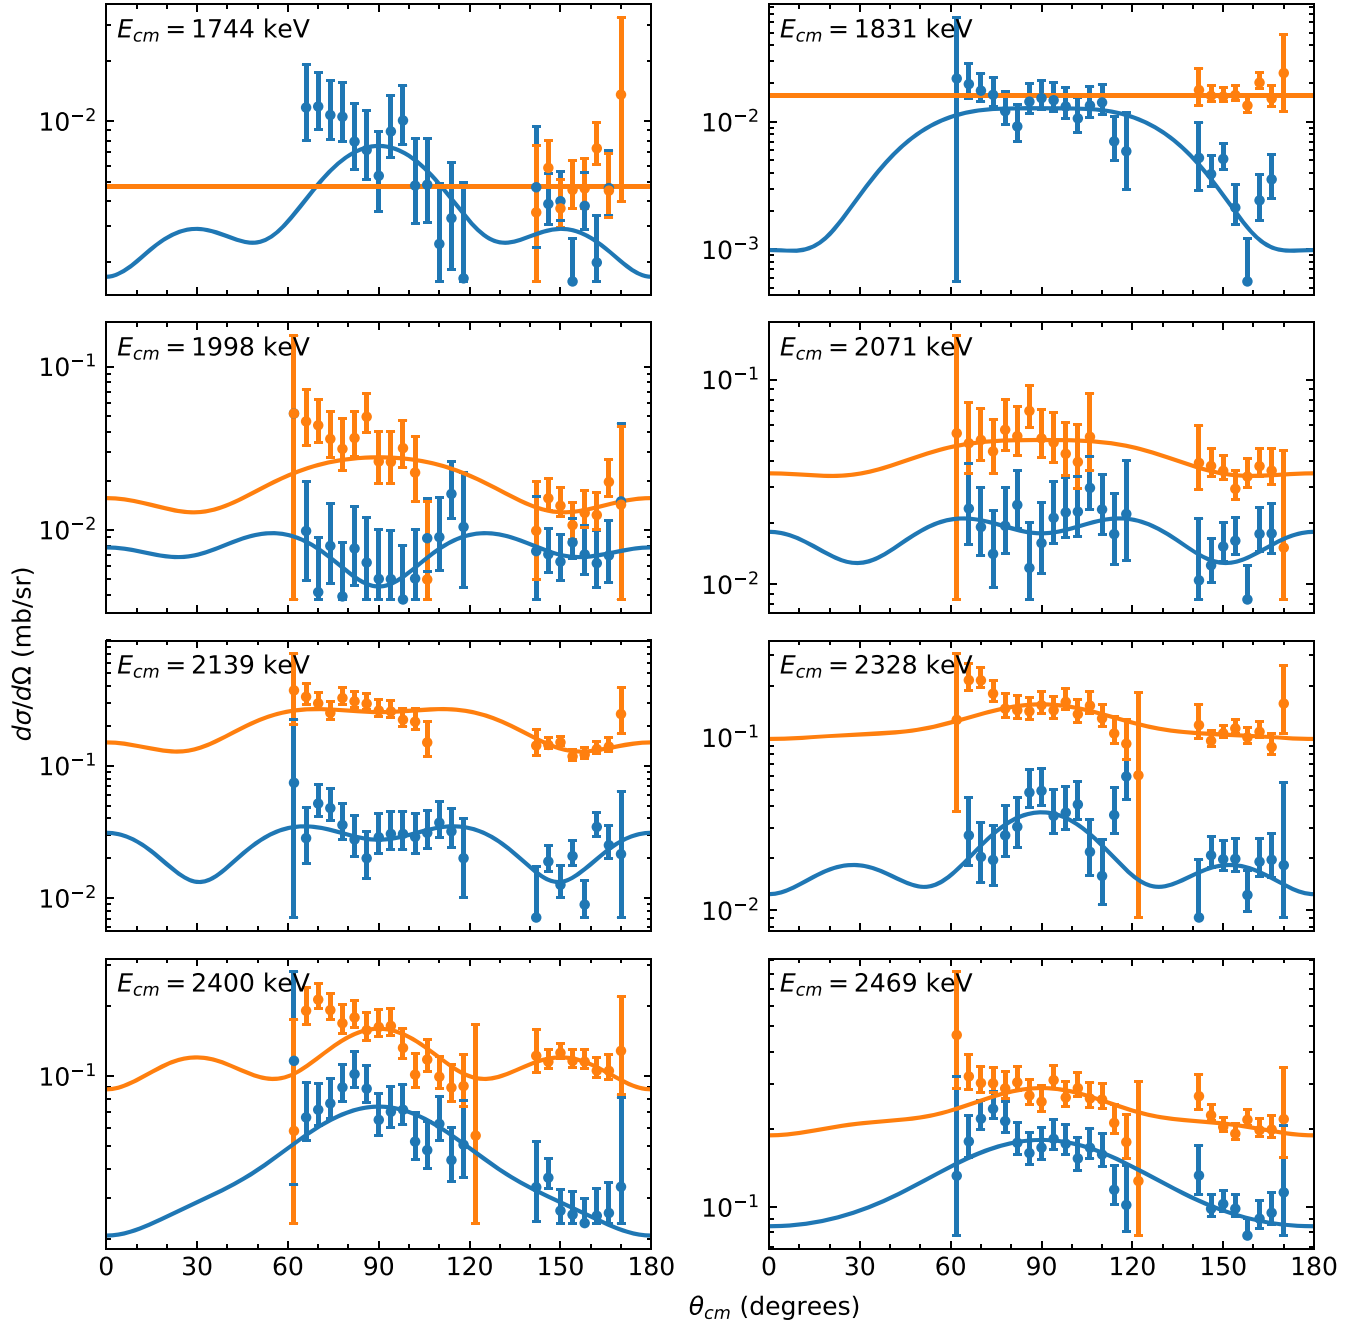 E_cm = 1744 keV
E_cm = 1831 keV
10^−2
10^−2
10^−3
E_cm = 1998 keV
E_cm = 2071 keV
10^−1
10^−2
10^−1
10^−2
E_cm = 2139 keV
E_cm = 2328 keV
10^−1
10^−2
10^−1
10^−2
dσ/dΩ (mb/sr)
E_cm = 2400 keV
E_cm = 2469 keV
10^−1
10^−1
0 30 60 90 120 150 180
0 30 60 90 120 150 180
θ_cm (degrees)